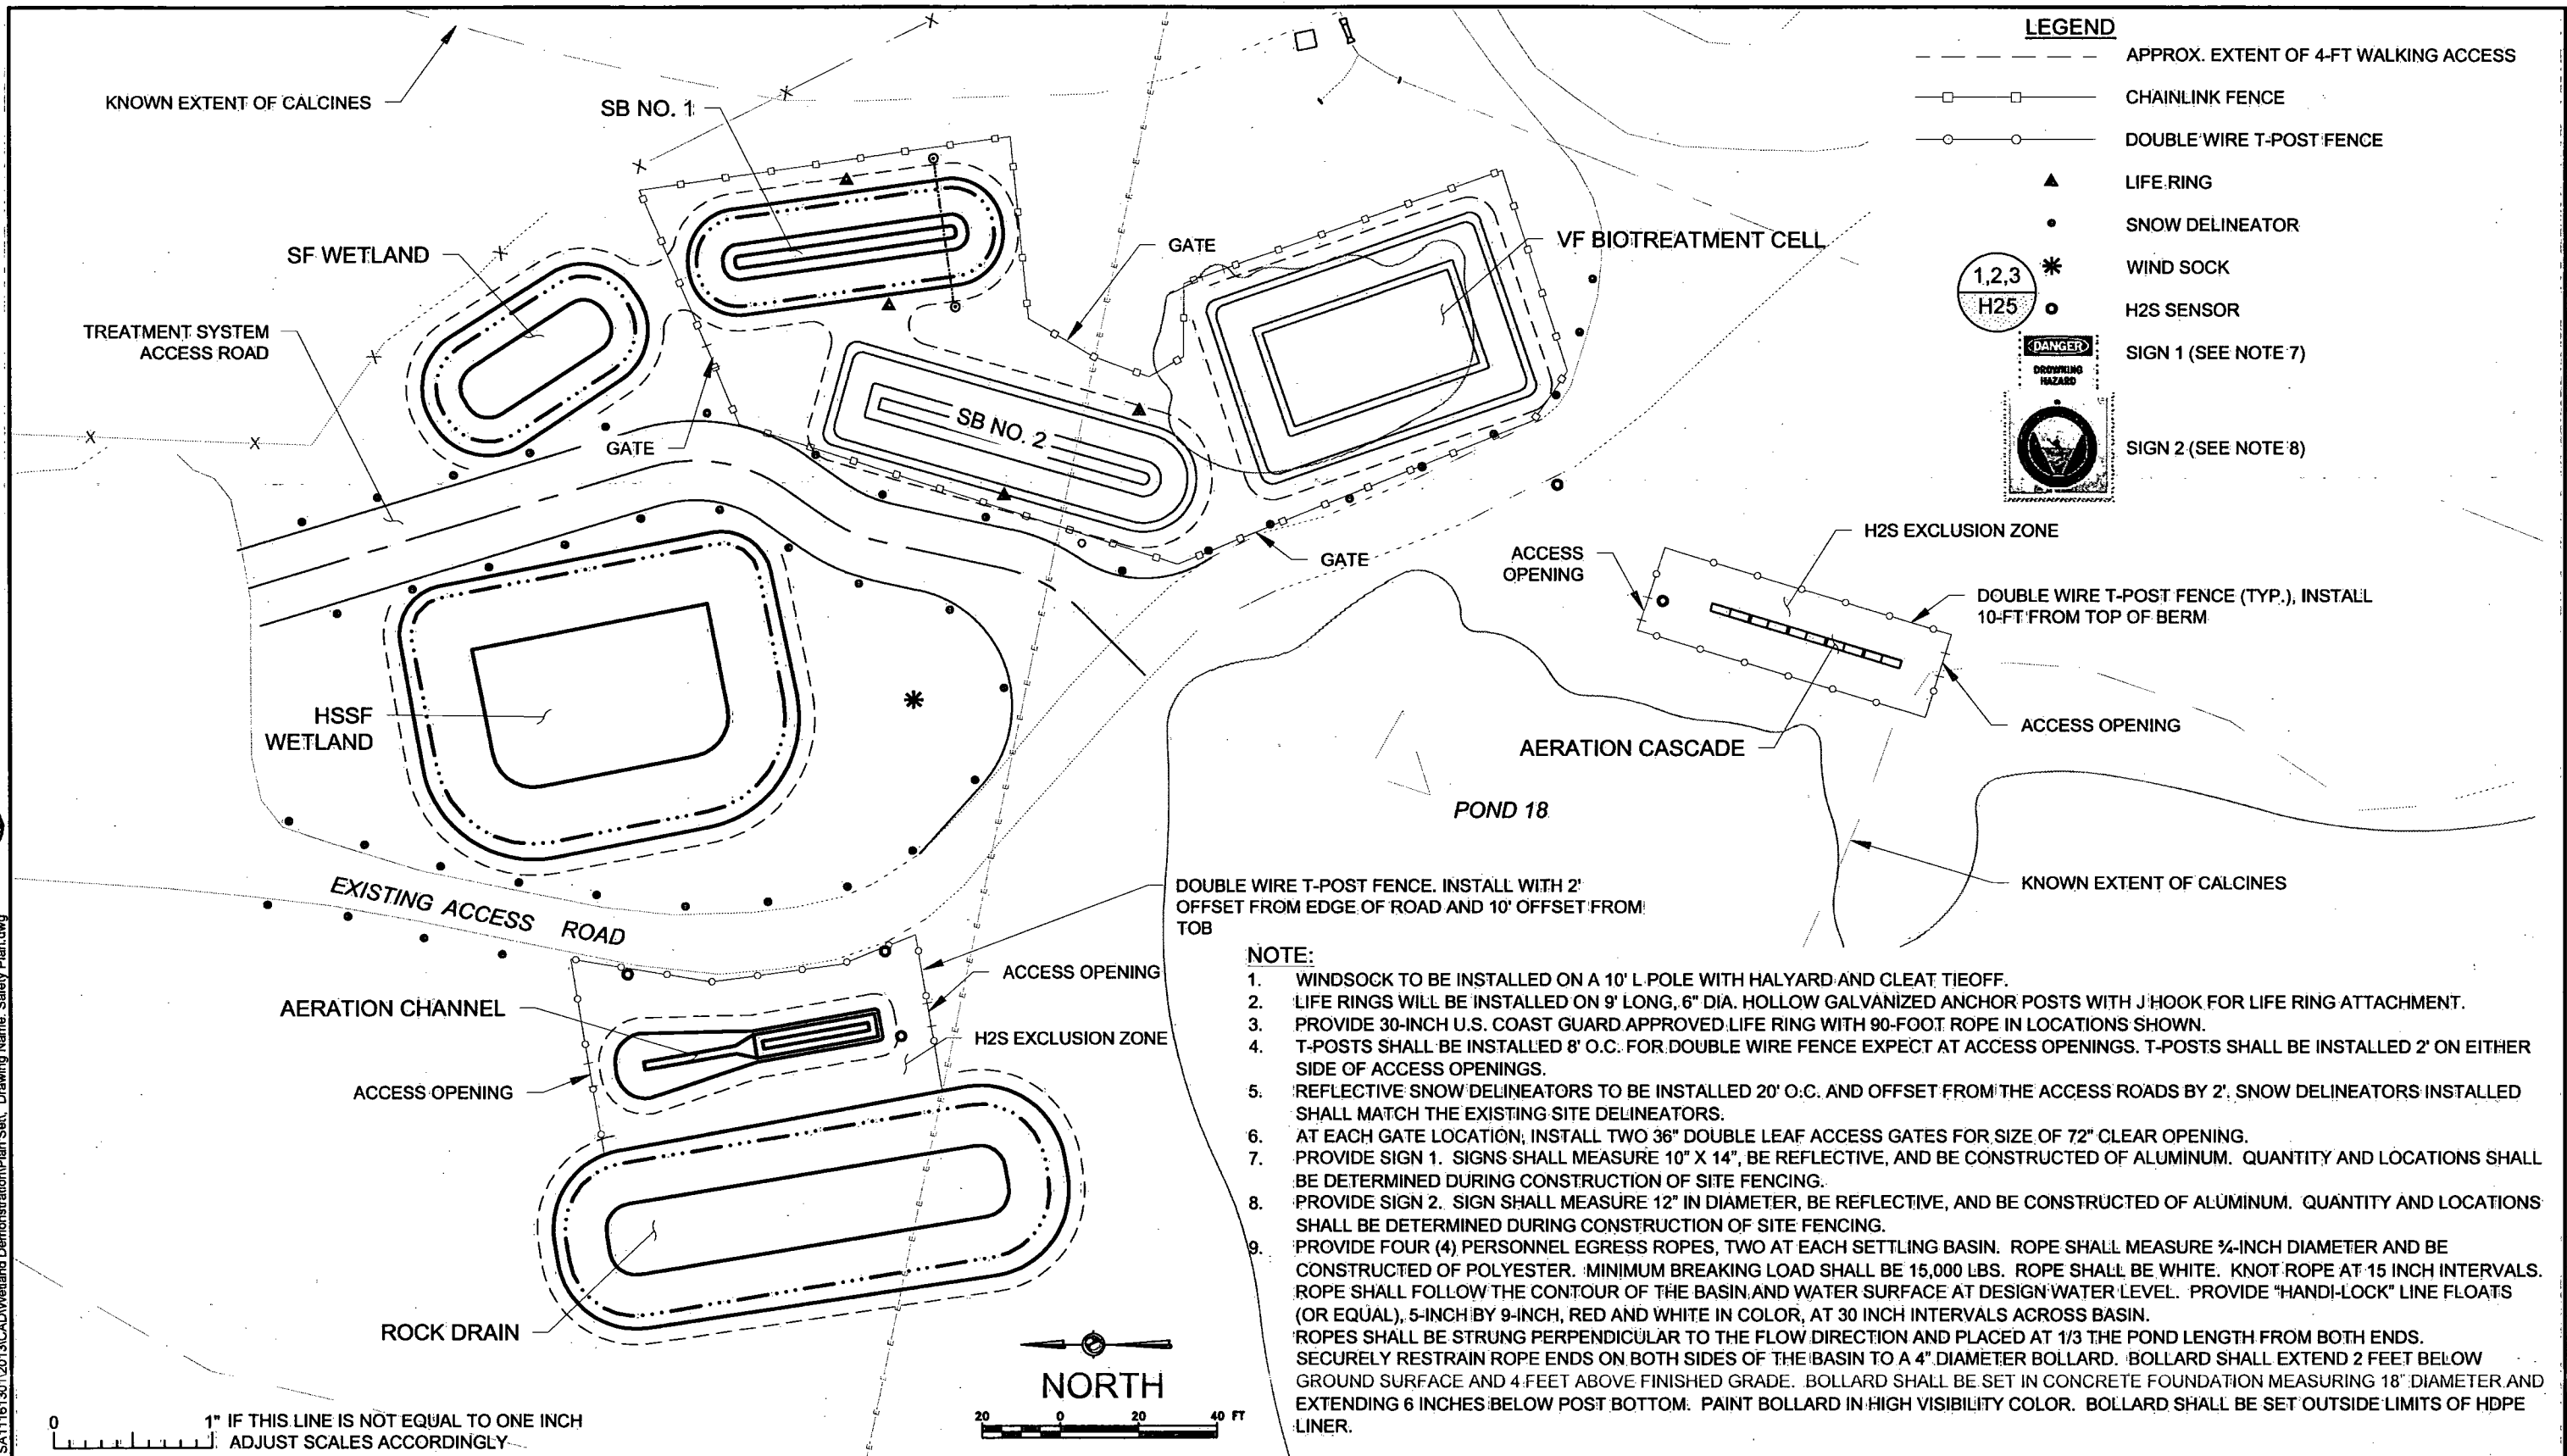 LEGEND
APPROX. EXTENT OF 4-FT WALKING ACCESS
CHAINLINK FENCE
DOUBLE WIRE T-POST FENCE
LIFE RING
SNOW DELINEATOR
WIND SOCK
1,2,3
H25
H2S SENSOR
DANGER
DROWNING
HAZARD
SIGN 1 (SEE NOTE 7)
SIGN 2 (SEE NOTE 8)
KNOWN EXTENT OF CALCINES
SB NO. 1
SF WETLAND
TREATMENT SYSTEM
ACCESS ROAD
GATE
VF BIOTREATMENT CELL
SB NO. 2
GATE
GATE
H2S EXCLUSION ZONE
ACCESS
OPENING
DOUBLE WIRE T-POST FENCE (TYP.), INSTALL
10-FT FROM TOP OF BERM
HSSF
WETLAND
ACCESS OPENING
AERATION CASCADE
POND 18
KNOWN EXTENT OF CALCINES
EXISTING ACCESS ROAD
DOUBLE WIRE T-POST FENCE. INSTALL WITH 2'
OFFSET FROM EDGE OF ROAD AND 10' OFFSET FROM
TOB
ACCESS OPENING
AERATION CHANNEL
H2S EXCLUSION ZONE
ACCESS OPENING
ROCK DRAIN
NOTE:
1. WINDSOCK TO BE INSTALLED ON A 10' L POLE WITH HALYARD AND CLEAT TIEOFF.
2. LIFE RINGS WILL BE INSTALLED ON 9' LONG, 6" DIA. HOLLOW GALVANIZED ANCHOR POSTS WITH J HOOK FOR LIFE RING ATTACHMENT.
3. PROVIDE 30-INCH U.S. COAST GUARD APPROVED LIFE RING WITH 90-FOOT ROPE IN LOCATIONS SHOWN.
4. T-POSTS SHALL BE INSTALLED 8' O.C. FOR DOUBLE WIRE FENCE EXPECT AT ACCESS OPENINGS. T-POSTS SHALL BE INSTALLED 2' ON EITHER
SIDE OF ACCESS OPENINGS.
5. REFLECTIVE SNOW DELINEATORS TO BE INSTALLED 20' O.C. AND OFFSET FROM THE ACCESS ROADS BY 2'. SNOW DELINEATORS INSTALLED
SHALL MATCH THE EXISTING SITE DELINEATORS.
6. AT EACH GATE LOCATION, INSTALL TWO 36" DOUBLE LEAF ACCESS GATES FOR SIZE OF 72" CLEAR OPENING.
7. PROVIDE SIGN 1. SIGNS SHALL MEASURE 10" X 14", BE REFLECTIVE, AND BE CONSTRUCTED OF ALUMINUM. QUANTITY AND LOCATIONS SHALL
BE DETERMINED DURING CONSTRUCTION OF SITE FENCING.
8. PROVIDE SIGN 2. SIGN SHALL MEASURE 12" IN DIAMETER, BE REFLECTIVE, AND BE CONSTRUCTED OF ALUMINUM. QUANTITY AND LOCATIONS
SHALL BE DETERMINED DURING CONSTRUCTION OF SITE FENCING.
9. PROVIDE FOUR (4) PERSONNEL EGRESS ROPES, TWO AT EACH SETTLING BASIN. ROPE SHALL MEASURE ¾-INCH DIAMETER AND BE
CONSTRUCTED OF POLYESTER. MINIMUM BREAKING LOAD SHALL BE 15,000 LBS. ROPE SHALL BE WHITE. KNOT ROPE AT 15 INCH INTERVALS.
ROPE SHALL FOLLOW THE CONTOUR OF THE BASIN AND WATER SURFACE AT DESIGN WATER LEVEL. PROVIDE "HANDI-LOCK" LINE FLOATS
(OR EQUAL), 5-INCH BY 9-INCH, RED AND WHITE IN COLOR, AT 30 INCH INTERVALS ACROSS BASIN.
ROPES SHALL BE STRUNG PERPENDICULAR TO THE FLOW DIRECTION AND PLACED AT 1/3 THE POND LENGTH FROM BOTH ENDS.
SECURELY RESTRAIN ROPE ENDS ON BOTH SIDES OF THE BASIN TO A 4" DIAMETER BOLLARD. BOLLARD SHALL EXTEND 2 FEET BELOW
GROUND SURFACE AND 4 FEET ABOVE FINISHED GRADE. BOLLARD SHALL BE SET IN CONCRETE FOUNDATION MEASURING 18" DIAMETER AND
EXTENDING 6 INCHES BELOW POST BOTTOM. PAINT BOLLARD IN HIGH VISIBILITY COLOR. BOLLARD SHALL BE SET OUTSIDE LIMITS OF HDPE
LINER.
NORTH
20 0 20 40 FT
0 1" IF THIS LINE IS NOT EQUAL TO ONE INCH
ADJUST SCALES ACCORDINGLY